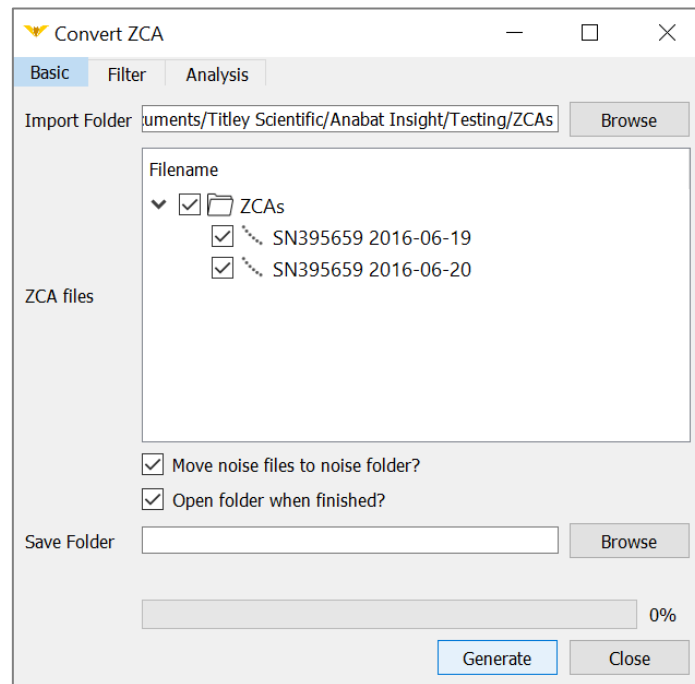 Convert ZCA
Basic Filter Analysis
Import Folder cuments/Titley Scientific/Anabat Insight/Testing/ZCAs Browse
Filename
ZCAs
SN395659 2016-06-19
SN395659 2016-06-20
ZCA files
Move noise files to noise folder?
Open folder when finished?
Save Folder Browse
0%
Generate Close